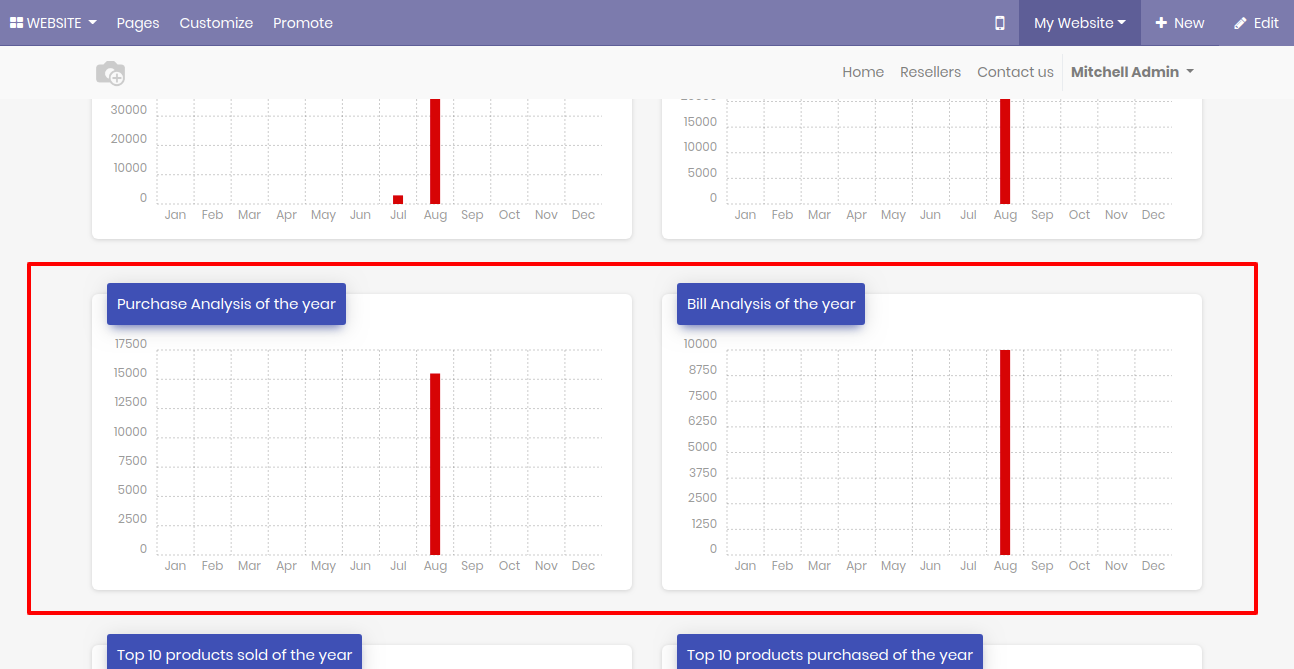 WEBSITE Pages Customize Promote My Website New Edit
Home Resellers Contact us Mitchell Admin
30000
20000
10000
0
Jan Feb Mar Apr May Jun Jul Aug Sep Oct Nov Dec
15000
10000
5000
0
Jan Feb Mar Apr May Jun Jul Aug Sep Oct Nov Dec
Purchase Analysis of the year
17500
15000
12500
10000
7500
5000
2500
0
Jan Feb Mar Apr May Jun Jul Aug Sep Oct Nov Dec
Bill Analysis of the year
10000
8750
7500
6250
5000
3750
2500
1250
0
Jan Feb Mar Apr May Jun Jul Aug Sep Oct Nov Dec
Top 10 products sold of the year
Top 10 products purchased of the year